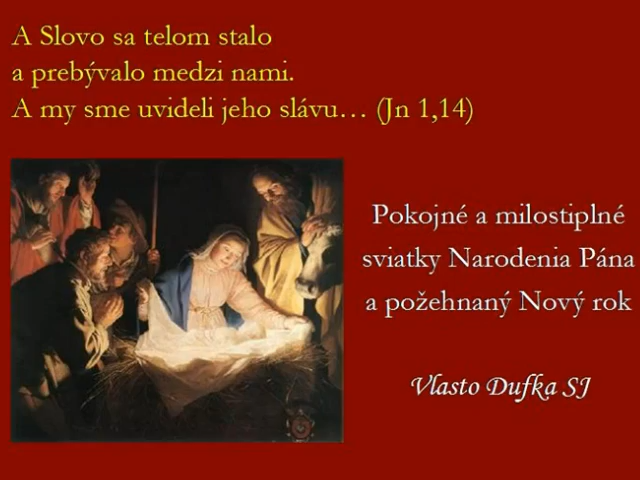 A Slovo sa telom stalo
a prebývalo medzi nami.
A my sme uvideli jeho slávu… (Jn 1,14)
Pokojné a milostiplné
sviatky Narodenia Pána
a požehnaný Nový rok
Vlasto Dufka SJ